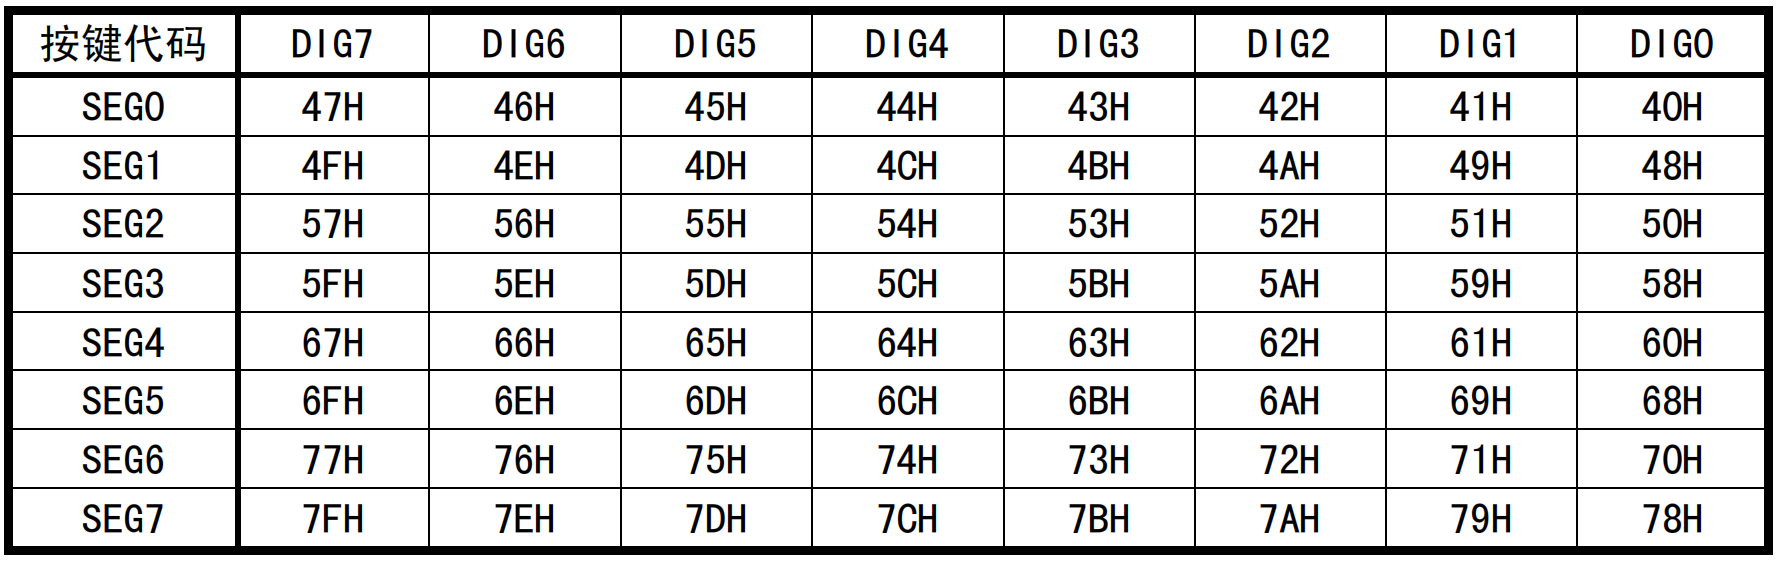 按键代码 DIG7 DIG6 DIG5 DIG4 DIG3 DIG2 DIG1 DIG0
SEG0 47H 46H 45H 44H 43H 42H 41H 40H
SEG1 4FH 4EH 4DH 4CH 4BH 4AH 49H 48H
SEG2 57H 56H 55H 54H 53H 52H 51H 50H
SEG3 5FH 5EH 5DH 5CH 5BH 5AH 59H 58H
SEG4 67H 66H 65H 64H 63H 62H 61H 60H
SEG5 6FH 6EH 6DH 6CH 6BH 6AH 69H 68H
SEG6 77H 76H 75H 74H 73H 72H 71H 70H
SEG7 7FH 7EH 7DH 7CH 7BH 7AH 79H 78H